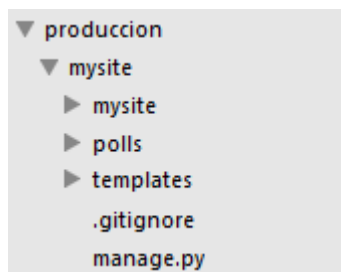 produccion
mysite
mysite
polls
templates
.gitignore
manage.py